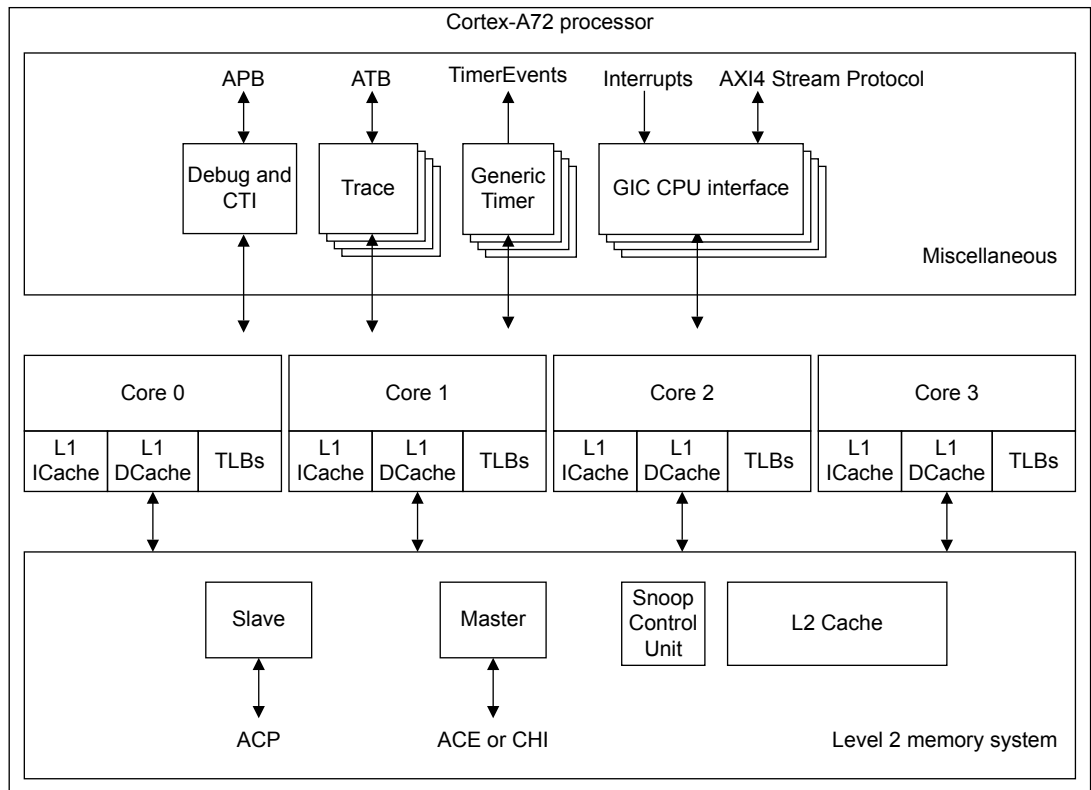 Cortex-A72 processor
APB
ATB
TimerEvents
Interrupts
AXI4 Stream Protocol
Debug and
CTI
Trace
Generic
Timer
GIC CPU interface
Miscellaneous
Core 0
Core 1
Core 2
Core 3
L1
ICache
L1
DCache
TLBs
L1
ICache
L1
DCache
TLBs
L1
ICache
L1
DCache
TLBs
L1
ICache
L1
DCache
TLBs
Slave
Master
Snoop
Control
Unit
L2 Cache
ACP
ACE or CHI
Level 2 memory system